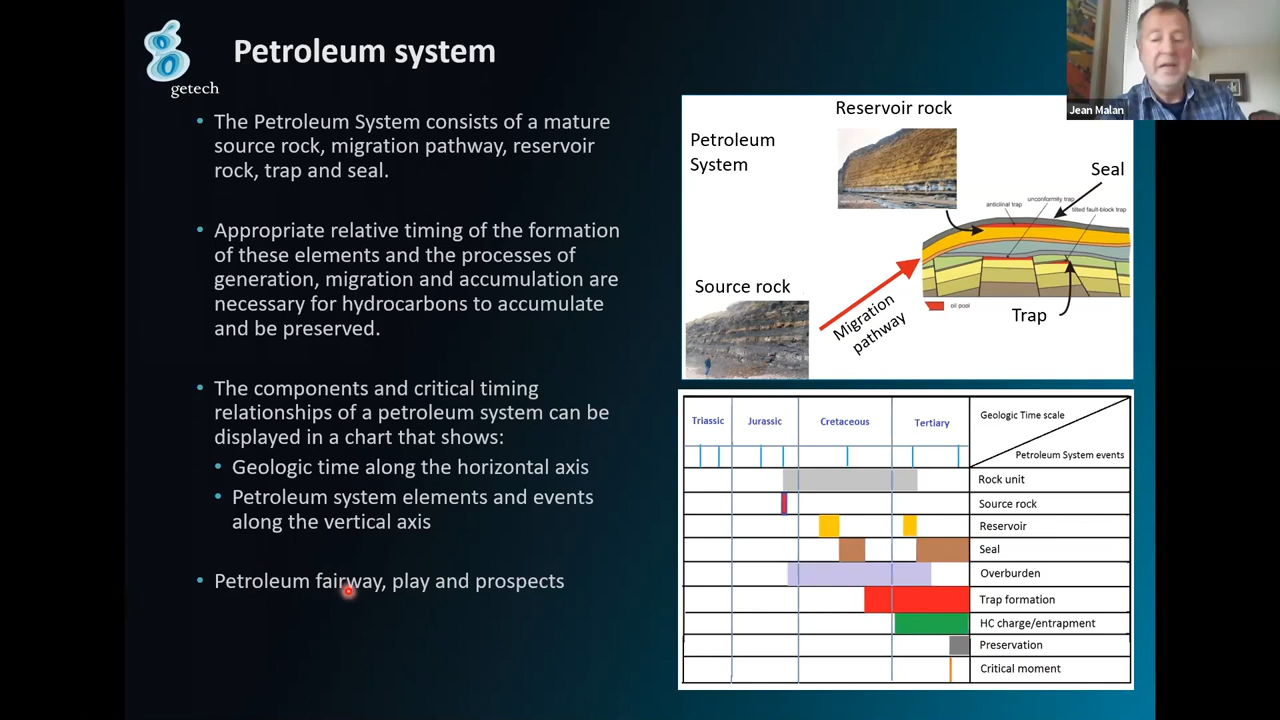 Petroleum system
getech
The Petroleum System consists of a mature
source rock, migration pathway, reservoir
rock, trap and seal.
Appropriate relative timing of the formation
of these elements and the processes of
generation, migration and accumulation are
necessary for hydrocarbons to accumulate
and be preserved.
The components and critical timing
relationships of a petroleum system can be
displayed in a chart that shows:
Geologic time along the horizontal axis
Petroleum system elements and events
along the vertical axis
Petroleum fairway, play and prospects
Jean Malan
Reservoir rock
Petroleum
System
Seal
unconformity trap
anticlinal trap
tilted fault-block trap
Source rock
Migration
pathway
oil pool
Trap
Triassic
Jurassic
Cretaceous
Tertiary
Geologic Time scale
Petroleum System events
Rock unit
Source rock
Reservoir
Seal
Overburden
Trap formation
HC charge/entrapment
Preservation
Critical moment